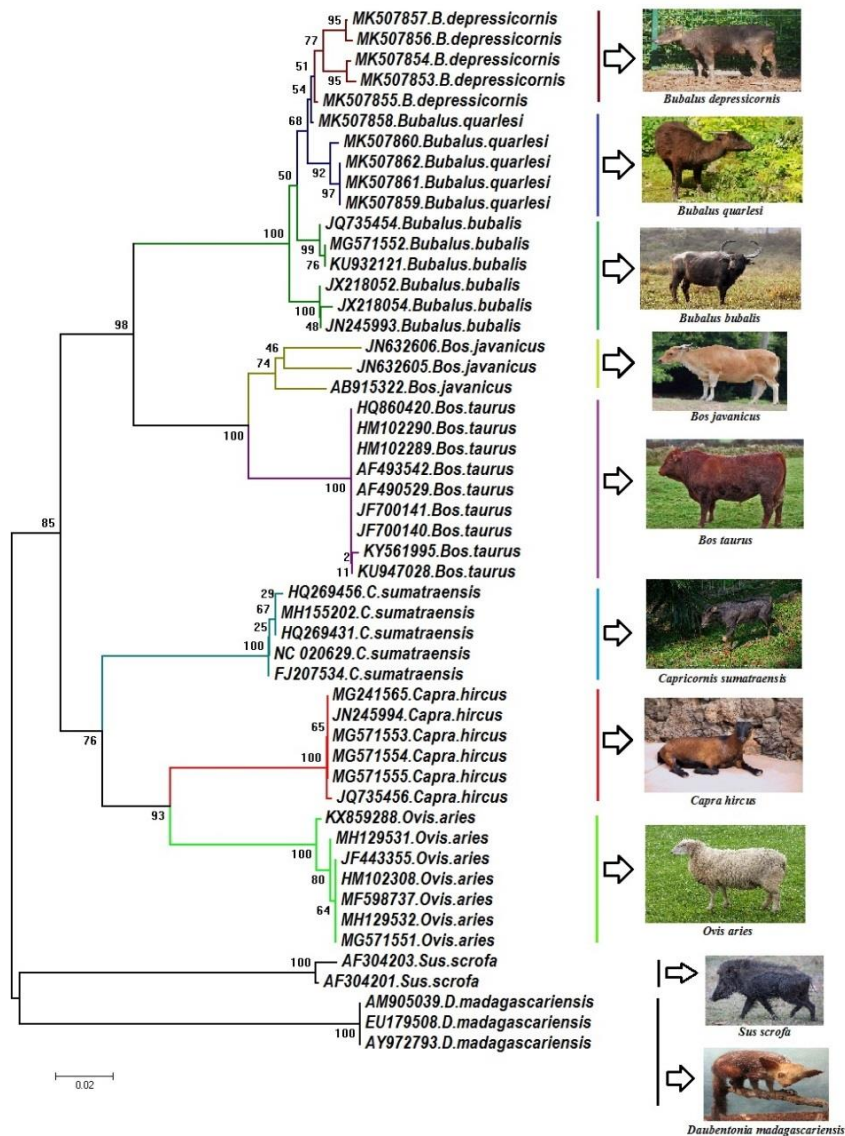 95
MK507857.B.depressicornis
77
MK507856.B.depressicornis
51
MK507854.B.depressicornis
54
95
MK507853.B.depressicornis
MK507855.B.depressicornis
Bubalus depressicornis
68
MK507858.Bubalus.quarlesi
MK507860.Bubalus.quarlesi
50
92
MK507862.Bubalus.quarlesi
MK507861.Bubalus.quarlesi
97
MK507859.Bubalus.quarlesi
Bubalus quarlesi
JQ735454.Bubalus.bubalis
100
99
MG571552.Bubalus.bubalis
76
KU932121.Bubalus.bubalis
JX218052.Bubalus.bubalis
100
JX218054.Bubalus.bubalis
48
JN245993.Bubalus.bubalis
Bubalus bubalis
98
46
JN632606.Bos.javanicus
74
JN632605.Bos.javanicus
AB915322.Bos.javanicus
Bos javanicus
100
HQ860420.Bos.taurus
HM102290.Bos.taurus
HM102289.Bos.taurus
AF493542.Bos.taurus
100
AF490529.Bos.taurus
JF700141.Bos.taurus
85
JF700140.Bos.taurus
2
KY561995.Bos.taurus
11
KU947028.Bos.taurus
Bos taurus
29
HQ269456.C.sumatraensis
67
MH155202.C.sumatraensis
25
HQ269431.C.sumatraensis
100
NC 020629.C.sumatraensis
FJ207534.C.sumatraensis
Capricornis sumatraensis
76
MG241565.Capra.hircus
65
JN245994.Capra.hircus
MG571553.Capra.hircus
100
MG571554.Capra.hircus
MG571555.Capra.hircus
JQ735456.Capra.hircus
Capra hircus
93
KX859288.Ovis.aries
100
MH129531.Ovis.aries
JF443355.Ovis.aries
80
HM102308.Ovis.aries
64
MF598737.Ovis.aries
MH129532.Ovis.aries
MG571551.Ovis.aries
Ovis aries
100
AF304203.Sus.scrofa
AF304201.Sus.scrofa
Sus scrofa
AM905039.D.madagascariensis
EU179508.D.madagascariensis
100
AY972793.D.madagascariensis
Daubentonia madagascariensis
0.02